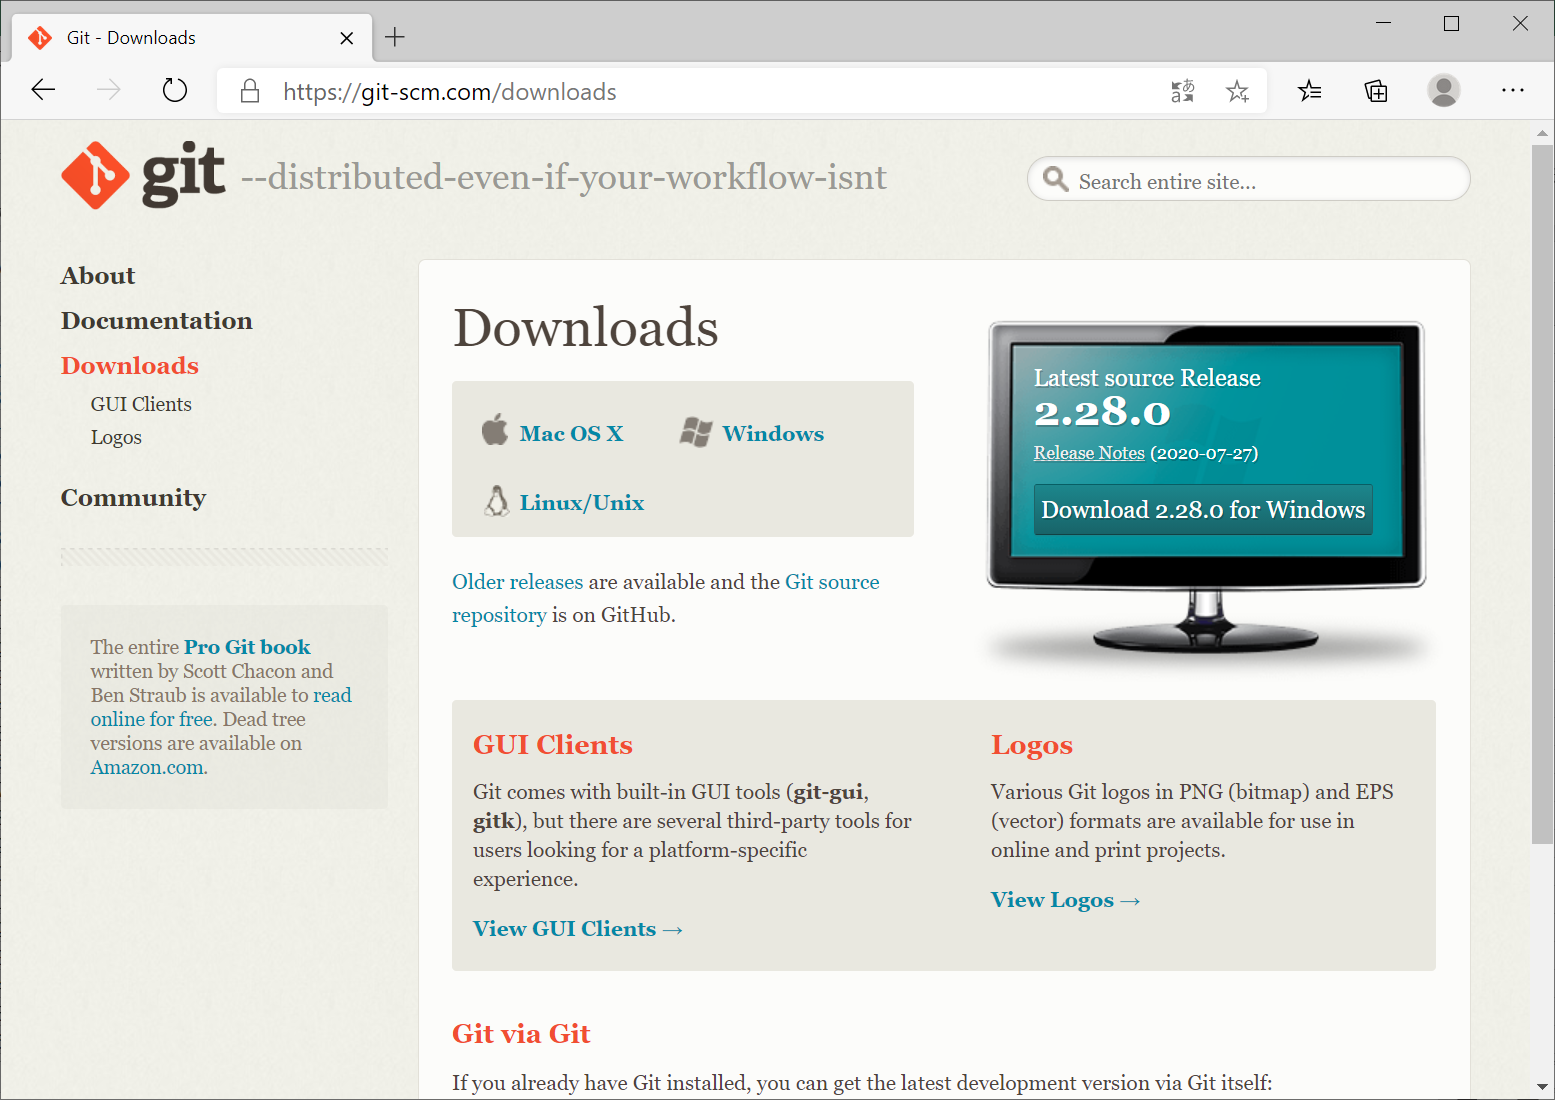 Git - Downloads
https://git-scm.com/downloads
git --distributed-even-if-your-workflow-isnt
Search entire site...
About
Documentation
Downloads
GUI Clients
Logos
Community
The entire Pro Git book
written by Scott Chacon and
Ben Straub is available to read
online for free. Dead tree
versions are available on
Amazon.com.
Downloads
Mac OS X
Windows
Linux/Unix
Older releases are available and the Git source
repository is on GitHub.
Latest source Release
2.28.0
Release Notes (2020-07-27)
Download 2.28.0 for Windows
GUI Clients
Git comes with built-in GUI tools (git-gui,
gitk), but there are several third-party tools for
users looking for a platform-specific
experience.
View GUI Clients →
Logos
Various Git logos in PNG (bitmap) and EPS
(vector) formats are available for use in
online and print projects.
View Logos →
Git via Git
If you already have Git installed, you can get the latest development version via Git itself: